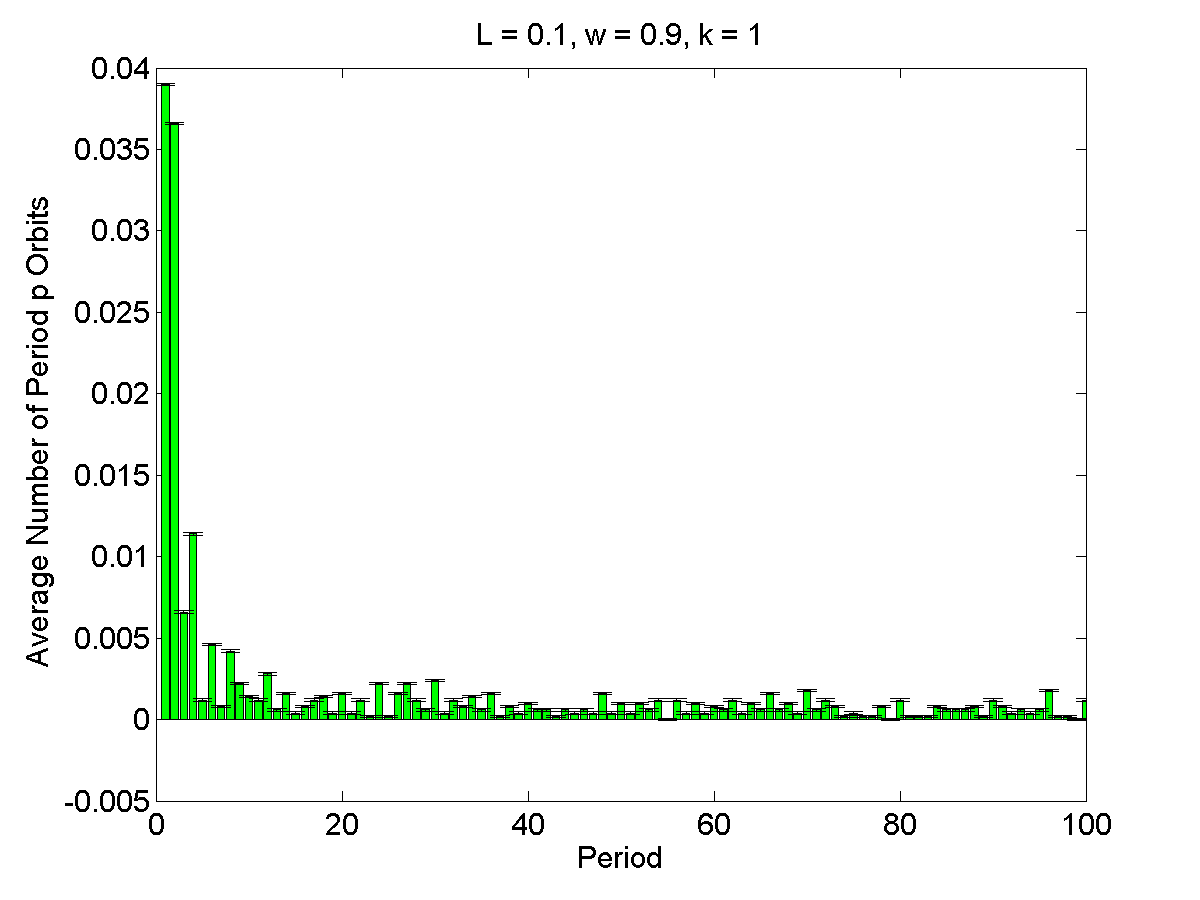 L = 0.1, w = 0.9, k = 1
0.04
0.035
0.03
0.025
0.02
0.015
0.01
0.005
0
-0.005
Average Number of Period p Orbits
0 20 40 60 80 100
Period